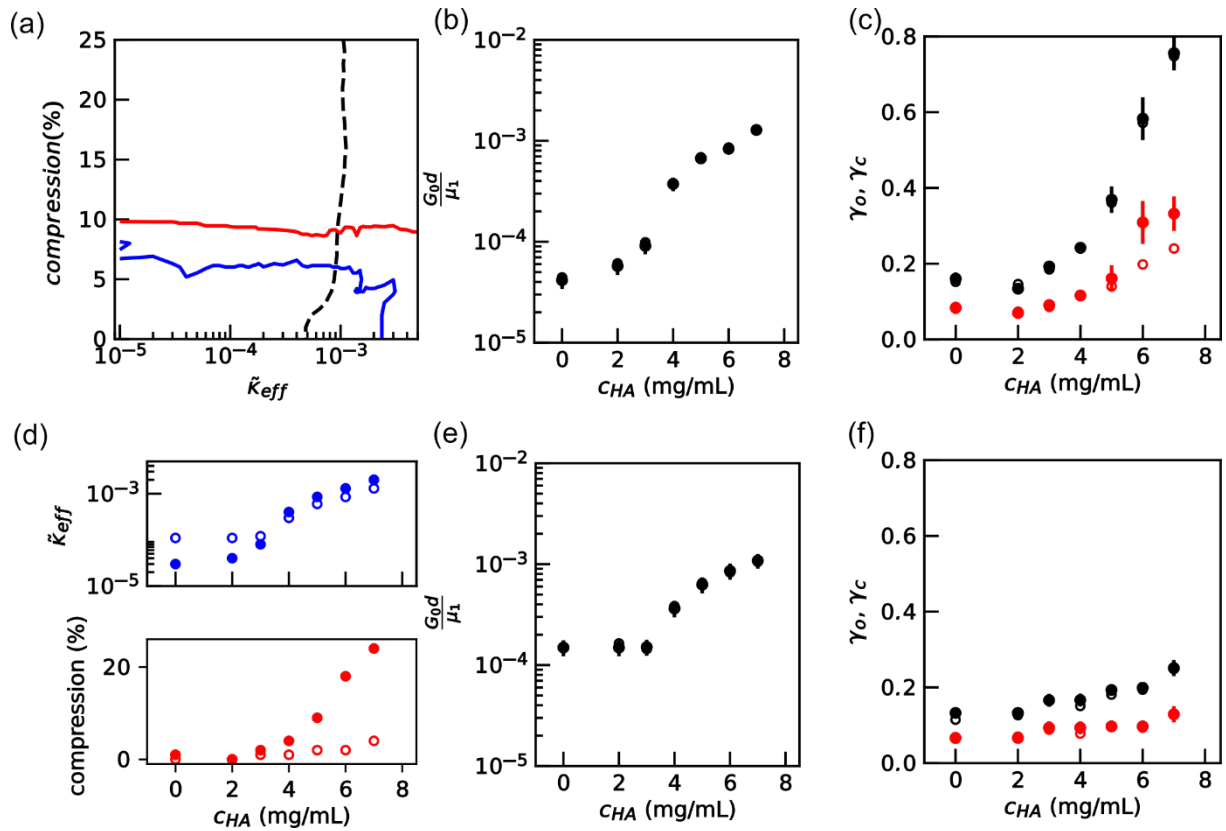 (a)
25
20
15
10
5
0
compression(%)
10⁻⁵
10⁻⁴
10⁻³
κ̃eff
(b)
10⁻²
10⁻³
10⁻⁴
10⁻⁵
G₀d
μ₁
0 2 4 6 8
CHA (mg/mL)
(c)
0.8
0.6
0.4
0.2
0.0
γo, γc
0 2 4 6 8
CHA (mg/mL)
(d)
10⁻³
10⁻⁵
κ̃eff
20
0
compression (%)
0 2 4 6 8
CHA (mg/mL)
(e)
10⁻²
10⁻³
10⁻⁴
10⁻⁵
G₀d
μ₁
0 2 4 6 8
CHA (mg/mL)
(f)
0.8
0.6
0.4
0.2
0.0
γo, γc
0 2 4 6 8
CHA (mg/mL)